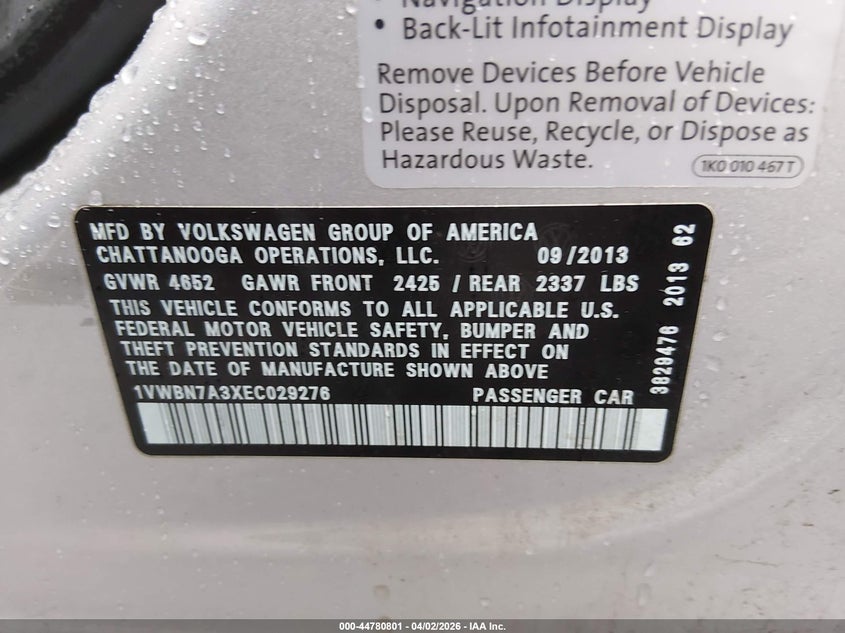 Navigation Display
• Back-Lit Infotainment Display
Remove Devices Before Vehicle
Disposal. Upon Removal of Devices:
Please Reuse, Recycle, or Dispose as
Hazardous Waste.
1K0 010 467 T
MFD BY VOLKSWAGEN GROUP OF AMERICA
CHATTANOOGA OPERATIONS, LLC. 09/2013
GVWR 4652 GAWR FRONT 2425 / REAR 2337 LBS
THIS VEHICLE CONFORMS TO ALL APPLICABLE U.S.
FEDERAL MOTOR VEHICLE SAFETY, BUMPER AND
THEFT PREVENTION STANDARDS IN EFFECT ON
THE DATE OF MANUFACTURE SHOWN ABOVE
1VWBN7A3XEC029276 PASSENGER CAR
3829476 2013 62
000-44780801 - 04/02/2026 - IAA Inc.